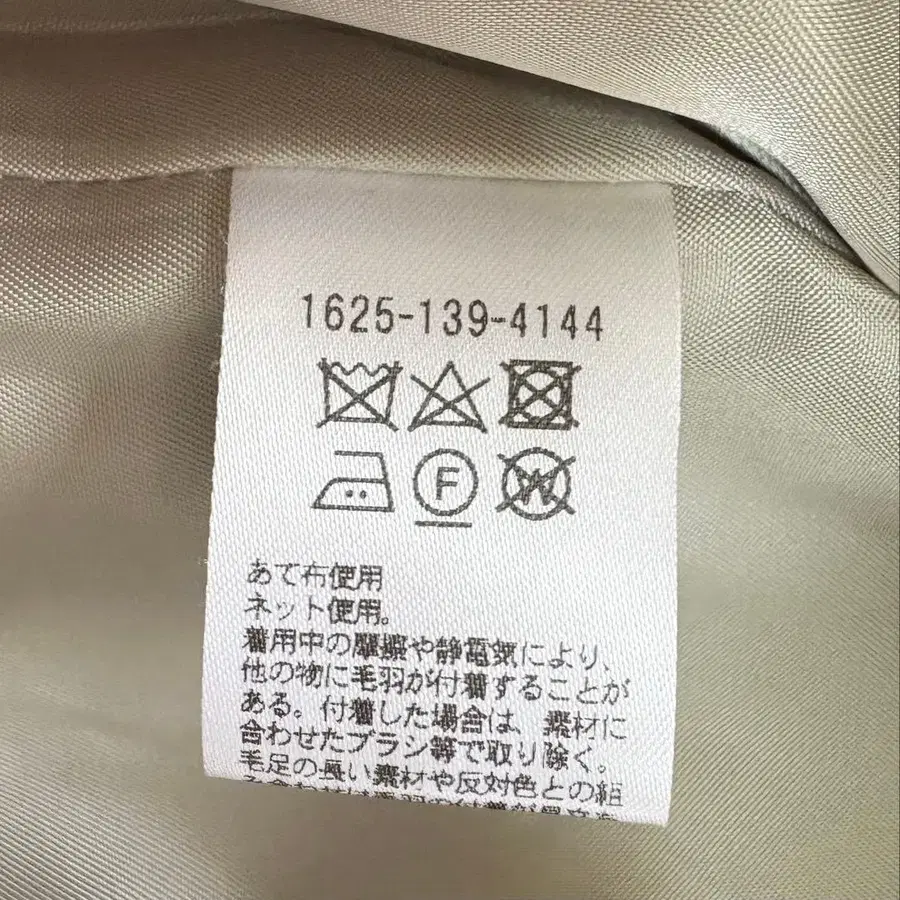 1625-139-4144
F
W
あて布使用
ネット使用。
着用中の摩擦や静電気により、
他の物に毛羽が付着することが
ある。付着した場合は、素材に
合わせたブラシ等で取り除く。
毛足の長い素材や反対色との組